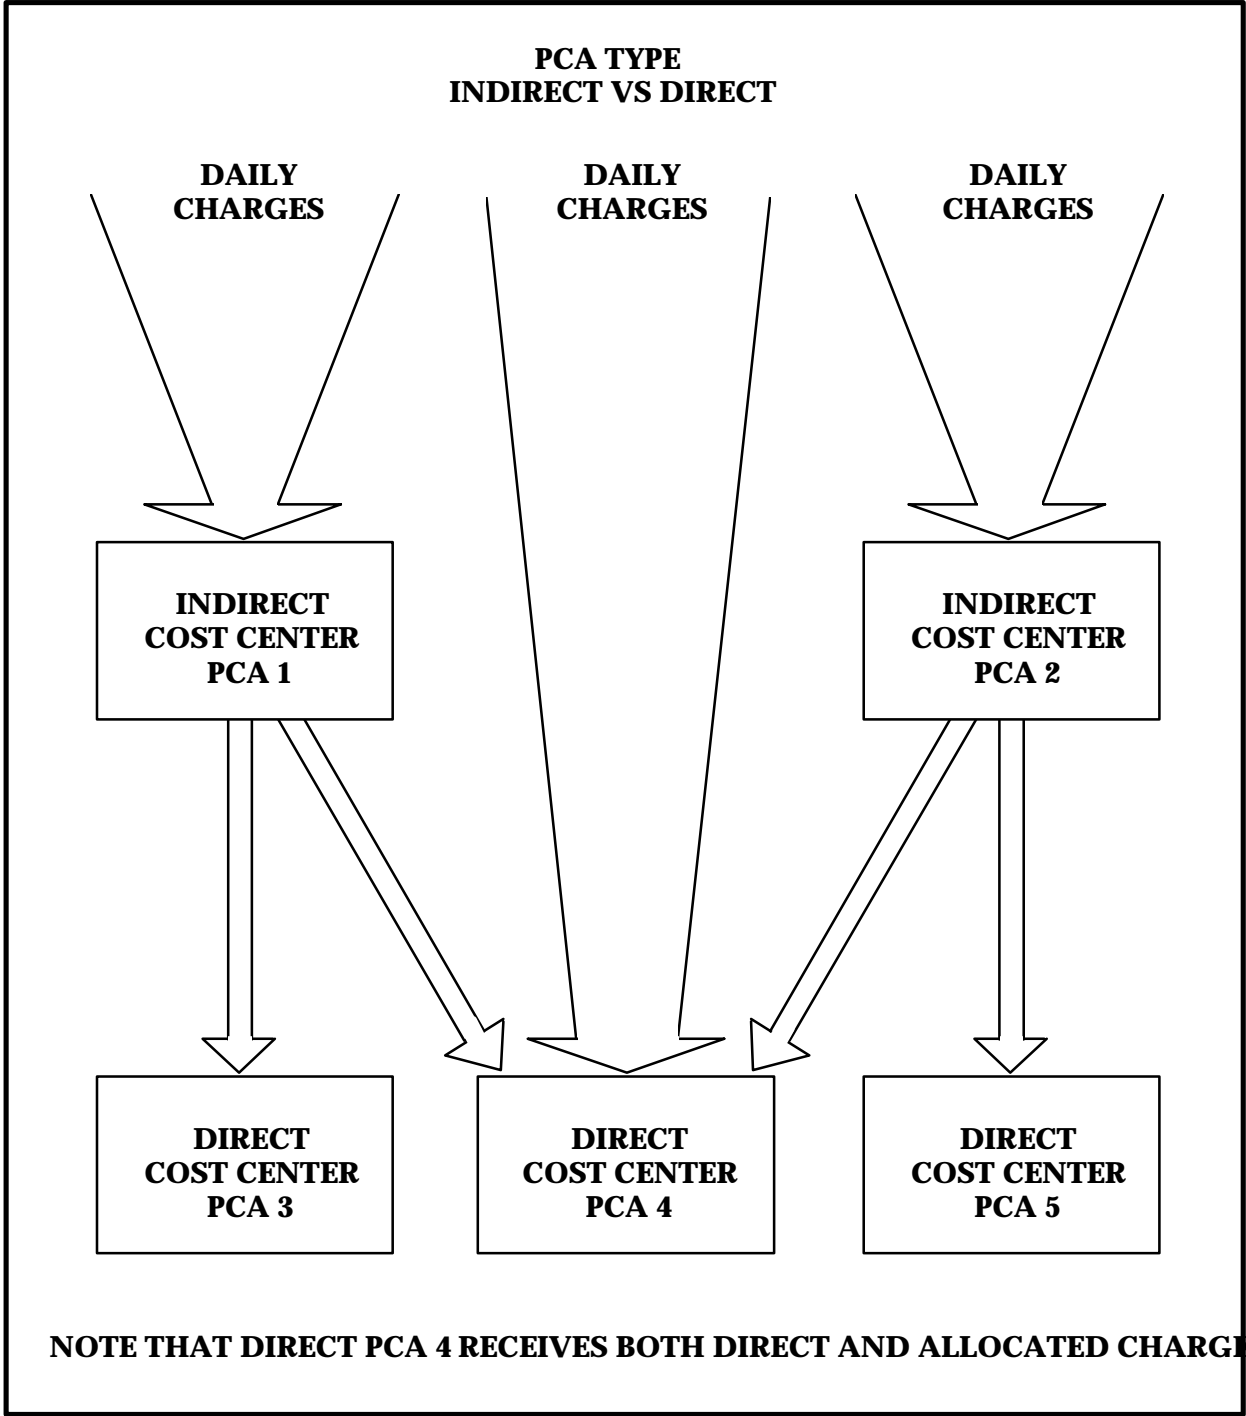 PCA TYPE
INDIRECT VS DIRECT
DAILY
CHARGES
DAILY
CHARGES
DAILY
CHARGES
INDIRECT
COST CENTER
PCA 1
INDIRECT
COST CENTER
PCA 2
DIRECT
COST CENTER
PCA 3
DIRECT
COST CENTER
PCA 4
DIRECT
COST CENTER
PCA 5
NOTE THAT DIRECT PCA 4 RECEIVES BOTH DIRECT AND ALLOCATED